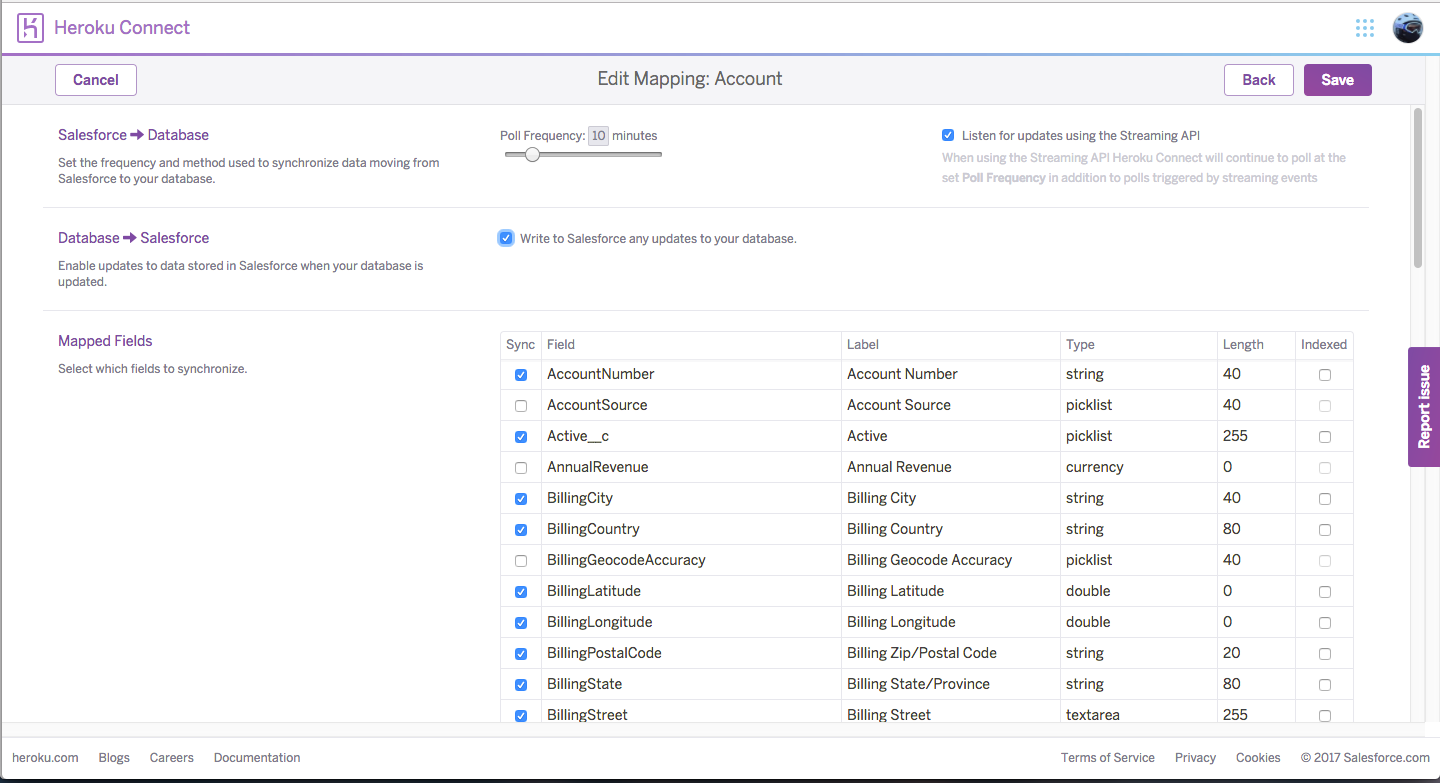 Heroku Connect
Cancel
Edit Mapping: Account
Back
Save
Salesforce ➔ Database
Set the frequency and method used to synchronize data moving from
Salesforce to your database.
Poll Frequency: 10 minutes
Listen for updates using the Streaming API
When using the Streaming API Heroku Connect will continue to poll at the
set Poll Frequency in addition to polls triggered by streaming events
Database ➔ Salesforce
Enable updates to data stored in Salesforce when your database is
updated.
Write to Salesforce any updates to your database.
Mapped Fields
Select which fields to synchronize.
Sync Field Label Type Length Indexed
AccountNumber Account Number string 40
AccountSource Account Source picklist 40
Active__c Active picklist 255
AnnualRevenue Annual Revenue currency 0
BillingCity Billing City string 40
BillingCountry Billing Country string 80
BillingGeocodeAccuracy Billing Geocode Accuracy picklist 40
BillingLatitude Billing Latitude double 0
BillingLongitude Billing Longitude double 0
BillingPostalCode Billing Zip/Postal Code string 20
BillingState Billing State/Province string 80
BillingStreet Billing Street textarea 255
Report issue
heroku.com Blogs Careers Documentation
Terms of Service Privacy Cookies © 2017 Salesforce.com